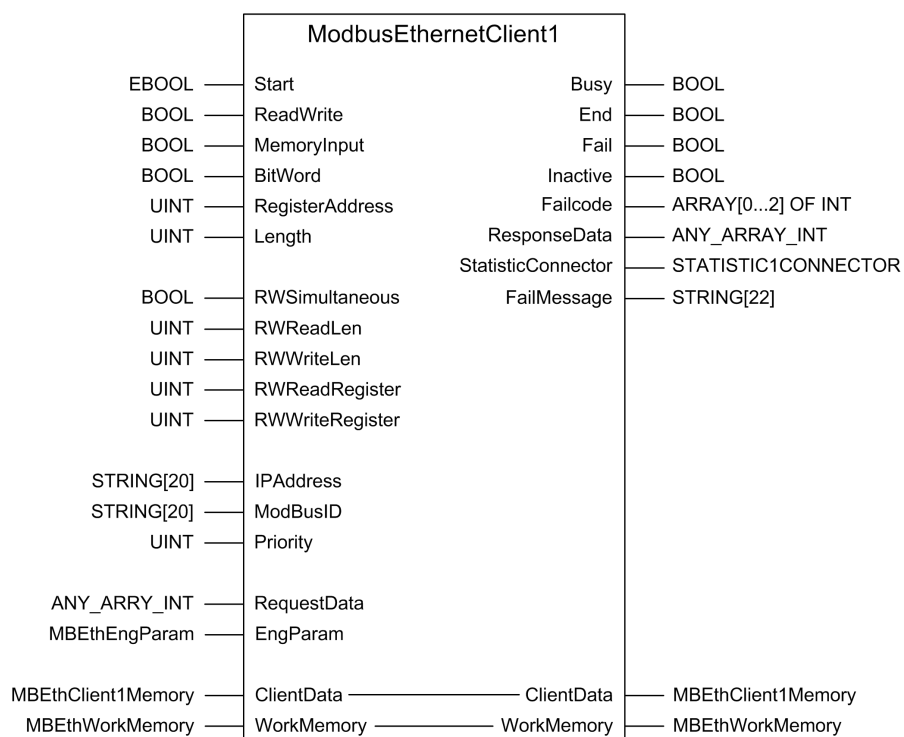 ModbusEthernetClient1
EBOOL Start Busy BOOL
BOOL ReadWrite End BOOL
BOOL MemoryInput Fail BOOL
BOOL BitWord Inactive BOOL
UINT RegisterAddress Failcode ARRAY[0...2] OF INT
UINT Length ResponseData ANY_ARRAY_INT
StatisticConnector STATISTIC1CONNECTOR
BOOL RWSimultaneous FailMessage STRING[22]
UINT RWReadLen
UINT RWWriteLen
UINT RWReadRegister
UINT RWWriteRegister
STRING[20] IPAddress
STRING[20] ModBusID
UINT Priority
ANY_ARRY_INT RequestData
MBEthEngParam EngParam
MBEthClient1Memory ClientData ClientData MBEthClient1Memory
MBEthWorkMemory WorkMemory WorkMemory MBEthWorkMemory